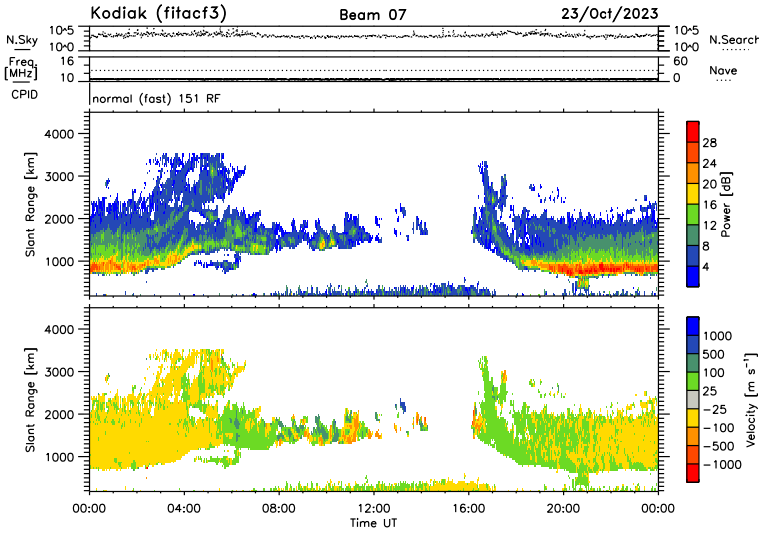 Kodiak (fitacf3) Beam 07 23/Oct/2023
N.Sky 10^5 10^0 10^5 10^0 N.Search
Freq. [MHz] 16 10 60 0 Nave
CPID normal (fast) 151 RF
Slant Range [km] 4000 3000 2000 1000
28 24 20 16 12 8 4 Power [dB]
Slant Range [km] 4000 3000 2000 1000
1000 500 100 25 -25 -100 -500 -1000 Velocity [m s⁻¹]
00:00 04:00 08:00 12:00 16:00 20:00 00:00
Time UT